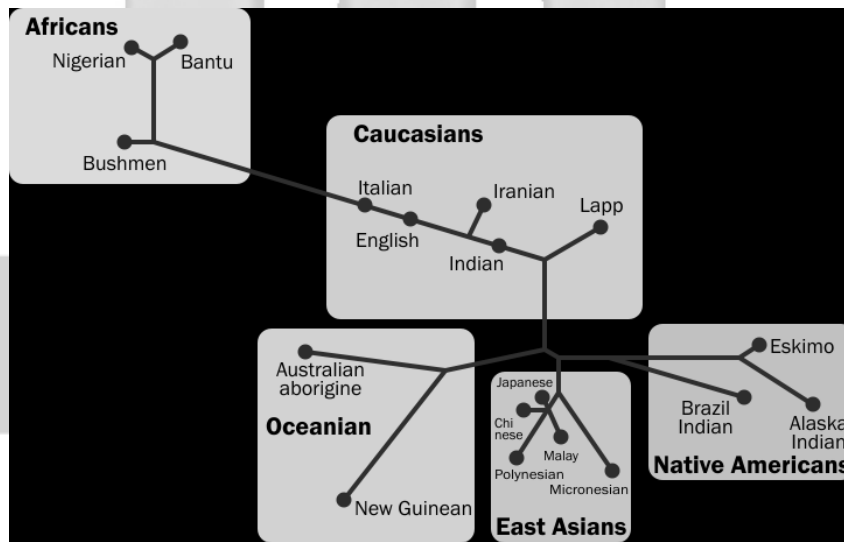 Africans
Nigerian
Bantu
Bushmen
Caucasians
Italian
Iranian
Lapp
English
Indian
Australian
aborigine
Oceanian
New Guinean
Japanese
Chi
nese
Malay
Polynesian
Micronesian
East Asians
Eskimo
Brazil
Indian
Alaska
Indian
Native Americans